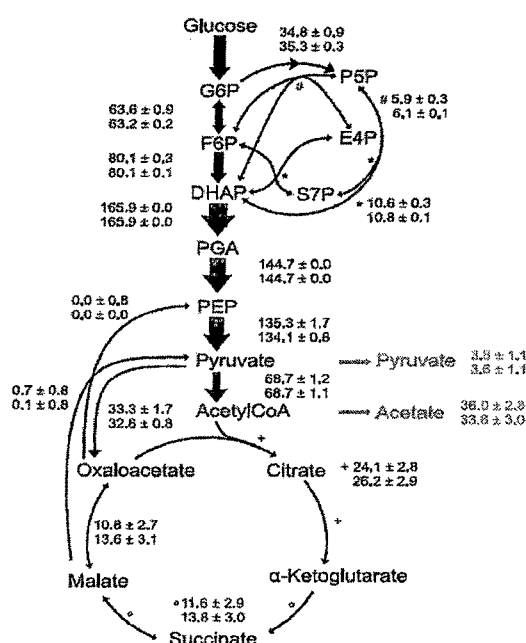 Glucose
34.8 ± 0.9
35.3 ± 0.3
G6P
P5P
#
# 5.9 ± 0.3
6.1 ± 0.1
63.6 ± 0.9
63.2 ± 0.2
F6P
E4P
80.1 ± 0.3
80.1 ± 0.1
*
*
DHAP
S7P
* 10.6 ± 0.3
10.8 ± 0.1
165.9 ± 0.0
165.9 ± 0.0
PGA
144.7 ± 0.0
144.7 ± 0.0
0.0 ± 0.8
0.0 ± 0.0
PEP
135.3 ± 1.7
134.1 ± 0.8
Pyruvate
Pyruvate
3.6 ± 1.1
0.7 ± 0.8
0.1 ± 0.8
68.7 ± 1.2
68.7 ± 1.1
33.3 ± 1.7
32.6 ± 0.8
AcetylCoA
Acetate
36.0 ± 2.8
33.6 ± 3.0
+
Oxaloacetate
Citrate
+ 24.1 ± 2.8
26.2 ± 2.9
+
10.8 ± 2.7
13.6 ± 3.1
Malate
α-Ketoglutarate
o 11.6 ± 2.9
13.8 ± 3.0
o
o
Succinate